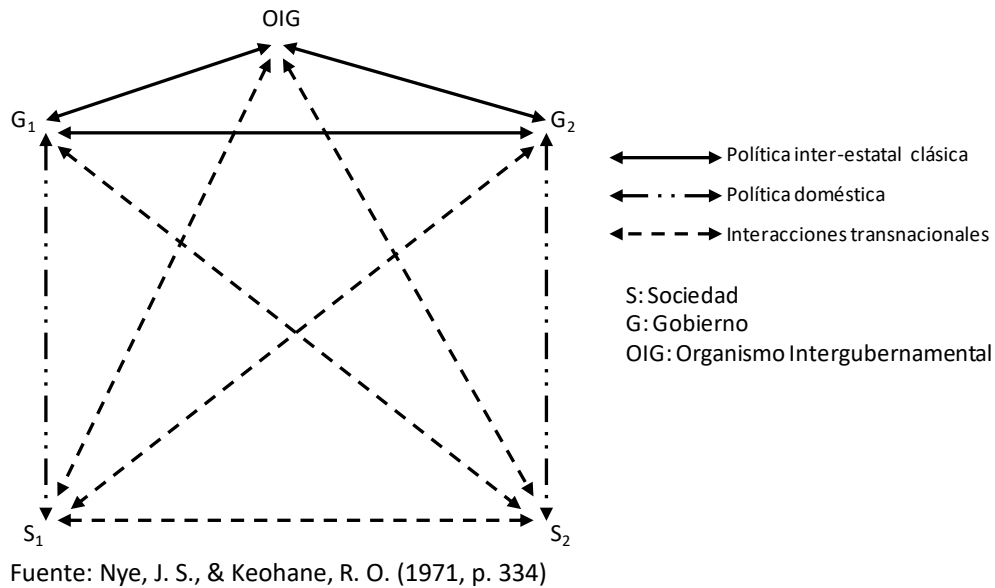 OIG
G₁
G₂
Política inter-estatal clásica
Política doméstica
Interacciones transnacionales
S: Sociedad
G: Gobierno
OIG: Organismo Intergubernamental
S₁
S₂
Fuente: Nye, J. S., & Keohane, R. O. (1971, p. 334)